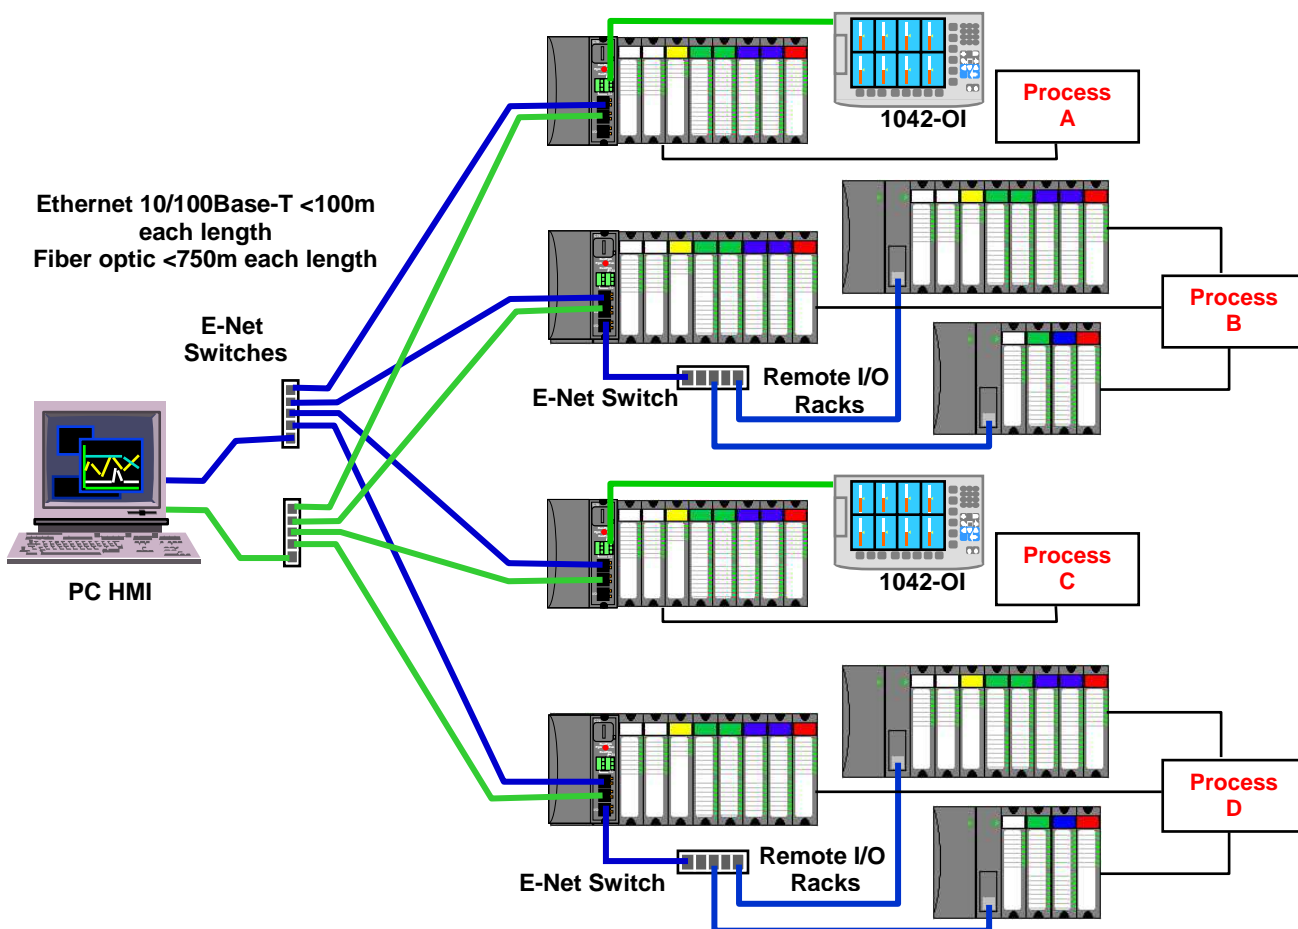 Process
A
1042-OI
Ethernet 10/100Base-T <100m
each length
Fiber optic <750m each length
E-Net
Switches
Process
B
E-Net Switch
Remote I/O
Racks
PC HMI
1042-OI
Process
C
Process
D
E-Net Switch
Remote I/O
Racks